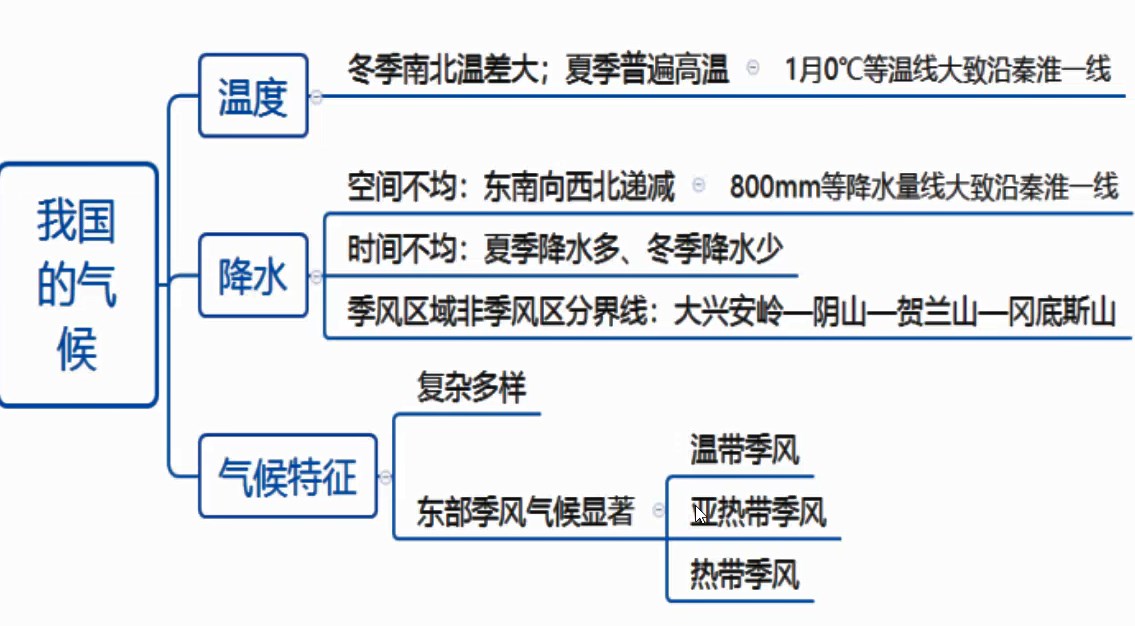 我国
的气
候
温度
冬季南北温差大；夏季普遍高温
1月0℃等温线大致沿秦淮一线
降水
空间不均：东南向西北递减
800mm等降水量线大致沿秦淮一线
时间不均：夏季降水多、冬季降水少
季风区域非季风区分界线：大兴安岭—阴山—贺兰山—冈底斯山
气候特征
复杂多样
东部季风气候显著
温带季风
亚热带季风
热带季风